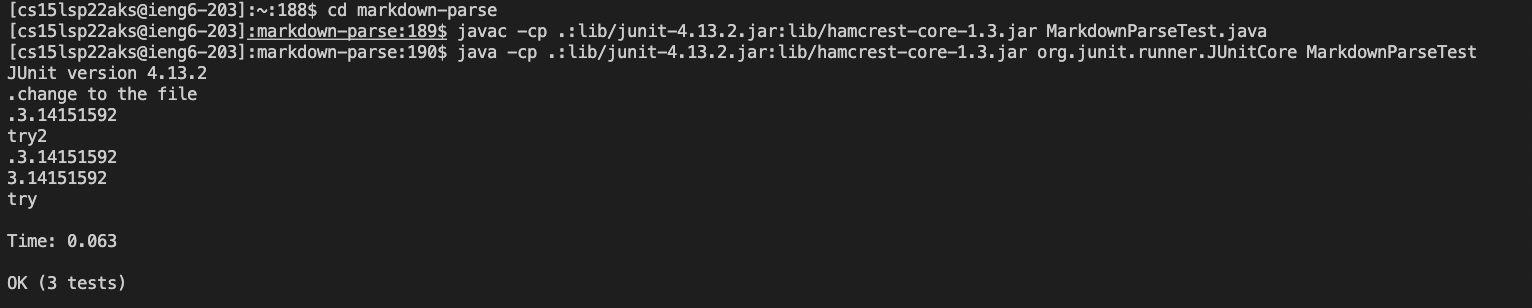 [cs15lsp22aks@ieng6-203]:~:188$ cd markdown-parse
[cs15lsp22aks@ieng6-203]:markdown-parse:189$ javac -cp .:lib/junit-4.13.2.jar:lib/hamcrest-core-1.3.jar MarkdownParseTest.java
[cs15lsp22aks@ieng6-203]:markdown-parse:190$ java -cp .:lib/junit-4.13.2.jar:lib/hamcrest-core-1.3.jar org.junit.runner.JUnitCore MarkdownParseTest
JUnit version 4.13.2
.change to the file
.3.14151592
try2
.3.14151592
3.14151592
try
Time: 0.063
OK (3 tests)